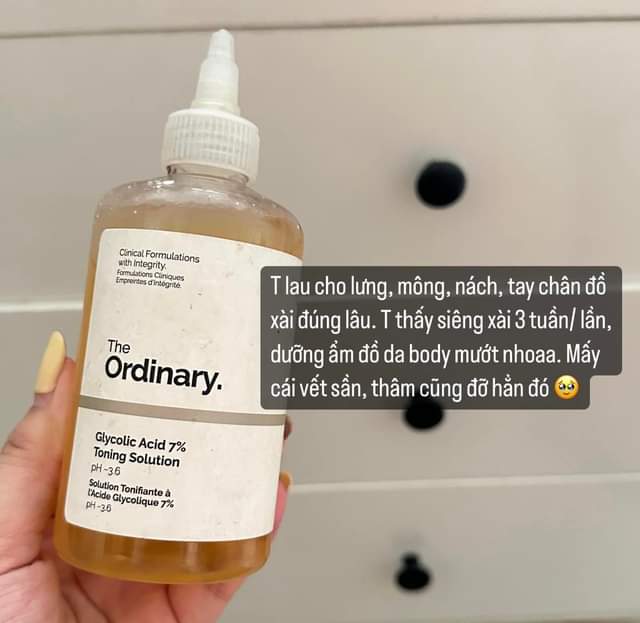 Clinical Formulations
with Integrity.
Formulations Cliniques
Empreintes d'Intégrité.
The
Ordinary.
Glycolic Acid 7%
Toning Solution
pH ~3.6
Solution Tonifiante à
l'Acide Glycolique 7%
pH ~3.6
T lau cho lưng, mông, nách, tay chân đồ
xài đúng lâu. T thấy siêng xài 3 tuần/ lần,
dưỡng ẩm đồ da body mướt nhoaa. Mấy
cái vết sần, thâm cũng đỡ hẳn đó 🥹